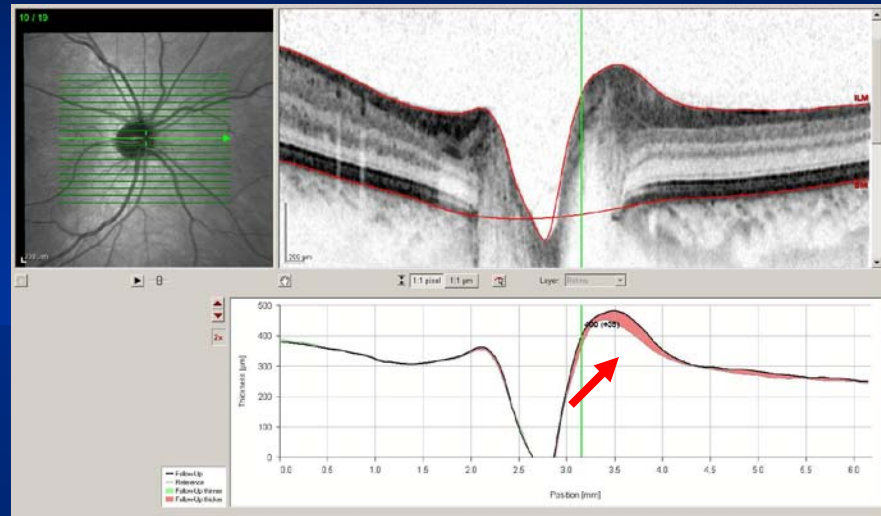 10 / 19
ILM
BM
200 µm
1:1 pixel 1:1 µm Layer: Retina
2x
Thickness [µm]
500
400
300
200
100
0
400 (+35)
0.0 0.5 1.0 1.5 2.0 2.5 3.0 3.5 4.0 4.5 5.0 5.5 6.0
Position [mm]
Follow-Up
Reference
Follow-Up thinner
Follow-Up thicker